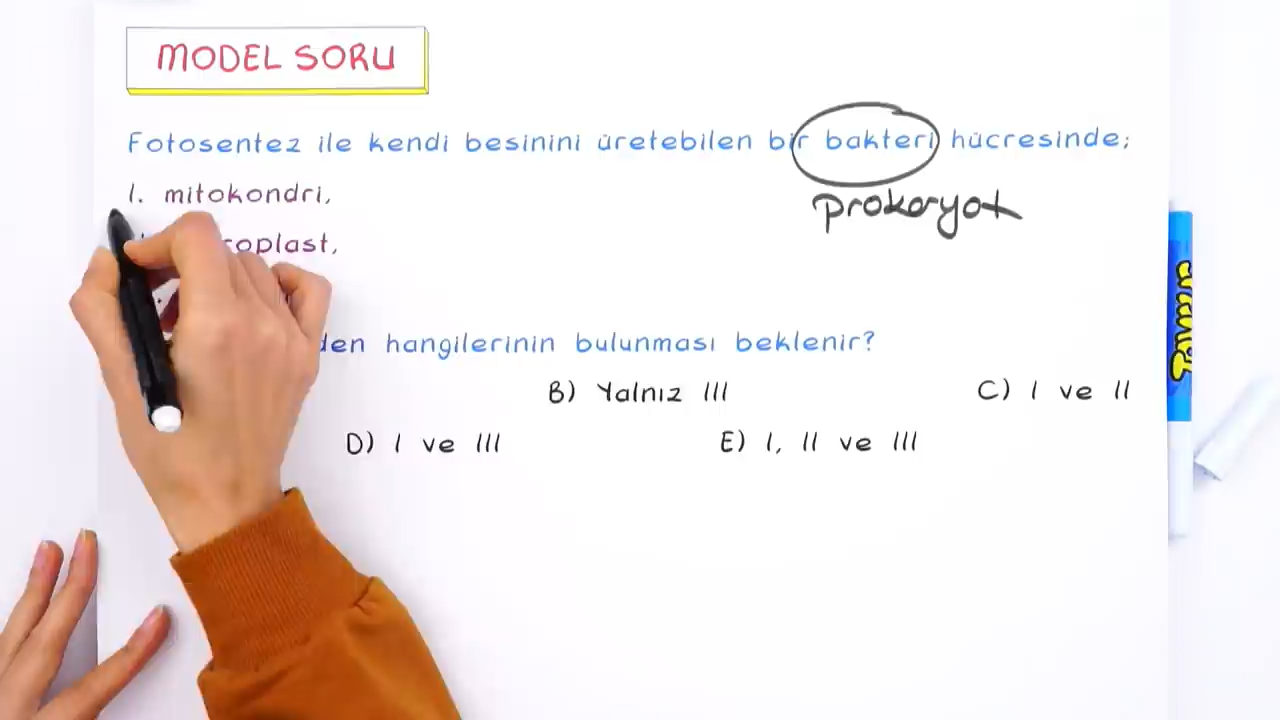 MODEL SORU
Fotosentez ile kendi besinini üretebilen bir bakteri hücresinde;
I. mitokondri,
prokaryot
den hangilerinin bulunması beklenir?
B) Yalnız III
C) I ve II
D) I ve III
E) I, II ve III